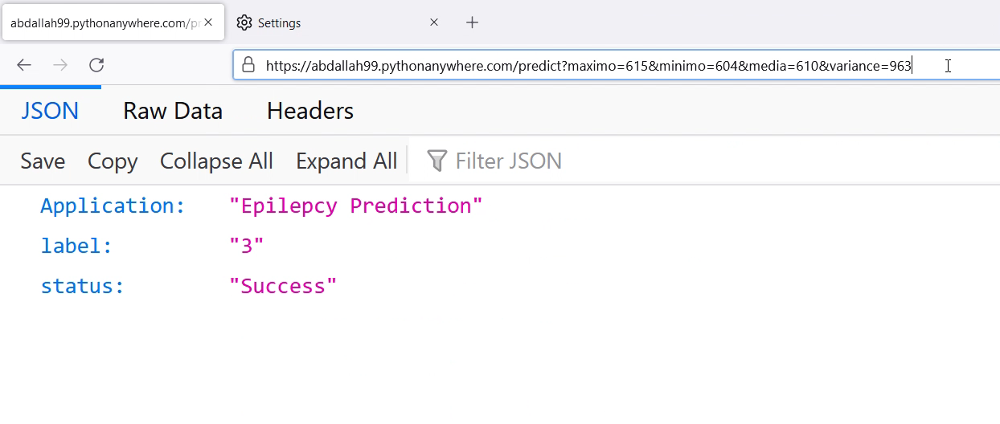 abdallah99.pythonanywhere.com/pr Settings
https://abdallah99.pythonanywhere.com/predict?maximo=615&minimo=604&media=610&variance=963
JSON Raw Data Headers
Save Copy Collapse All Expand All Filter JSON
Application: "Epilepcy Prediction"
label: "3"
status: "Success"